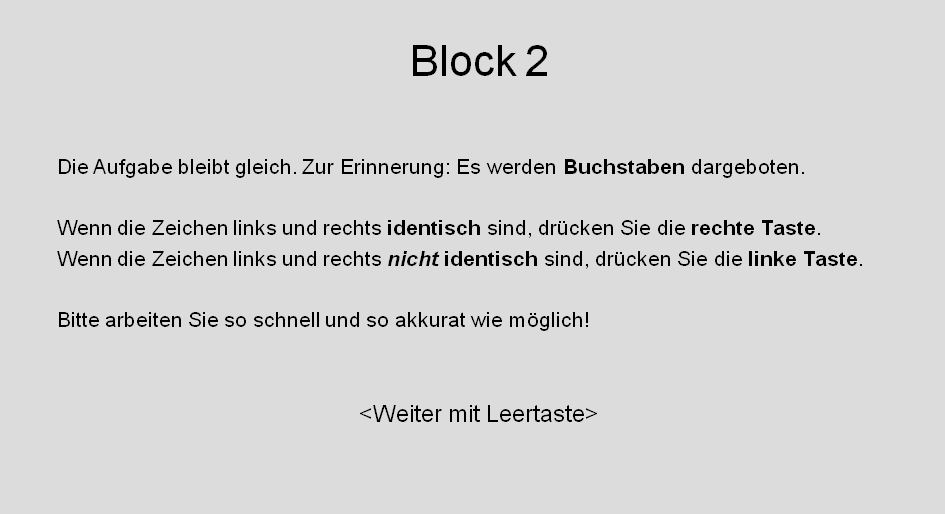 Block 2
Die Aufgabe bleibt gleich. Zur Erinnerung: Es werden Buchstaben dargeboten.
Wenn die Zeichen links und rechts identisch sind, drücken Sie die rechte Taste.
Wenn die Zeichen links und rechts nicht identisch sind, drücken Sie die linke Taste.
Bitte arbeiten Sie so schnell und so akkurat wie möglich!
<Weiter mit Leertaste>